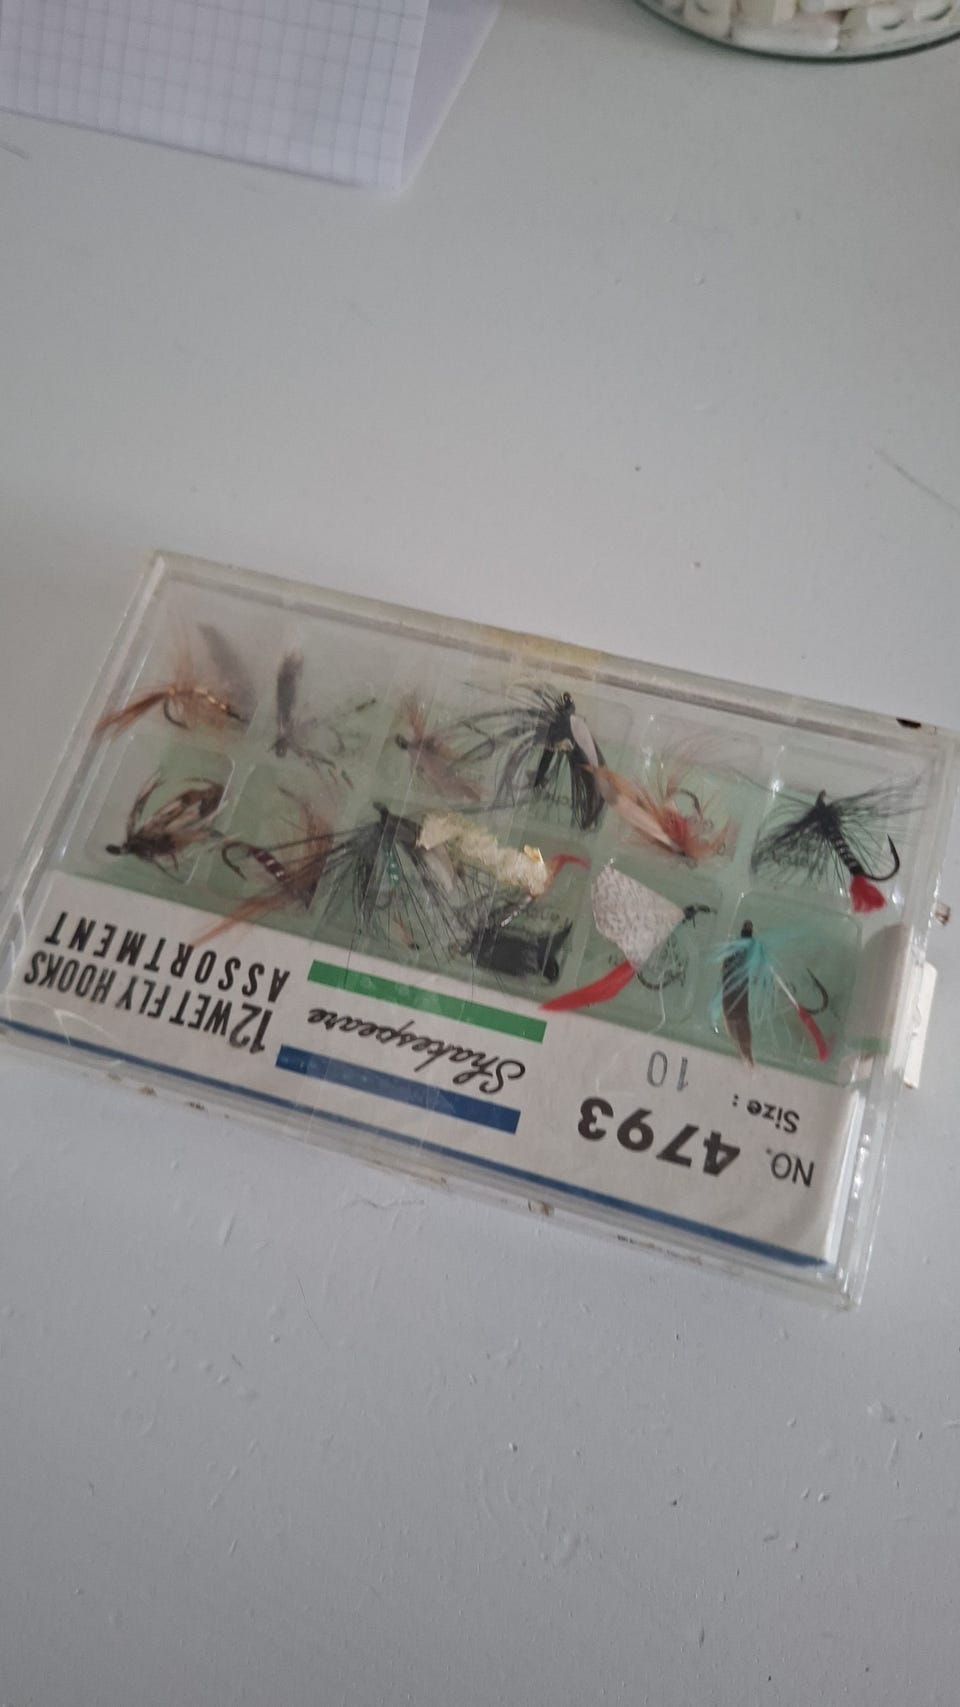 NO. 4793
Size: 10
Shakespeare
12 WET FLY HOOKS
ASSORTMENT